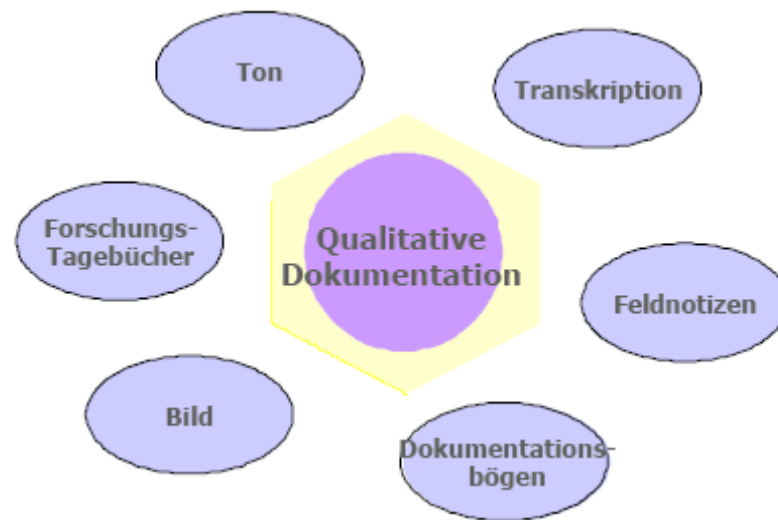 Ton
Transkription
Forschungs-
Tagebücher
Qualitative
Dokumentation
Feldnotizen
Bild
Dokumentations-
bögen